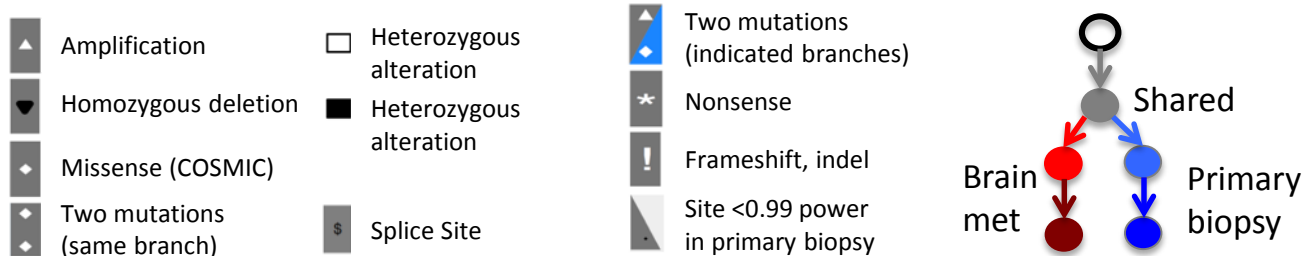 Amplification
Homozygous deletion
Missense (COSMIC)
Two mutations
(same branch)
Heterozygous
alteration
Heterozygous
alteration
$
Splice Site
Two mutations
(indicated branches)
*
Nonsense
!
Frameshift, indel
Site <0.99 power
in primary biopsy
Shared
Brain
met
Primary
biopsy